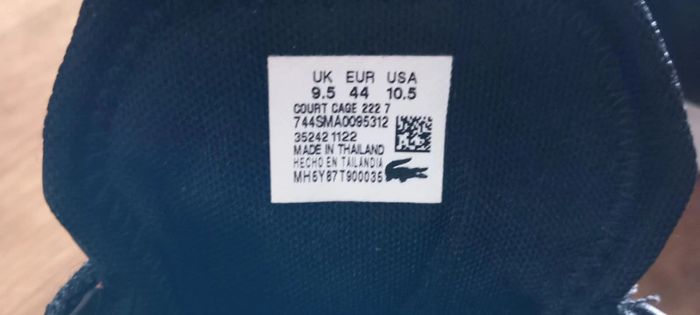 UK EUR USA
9.5 44 10.5
COURT CAGE 222 7
744SMA0095312
35242 1122
MADE IN THAILAND
HECHO EN TAILANDIA
MH6Y87T900035